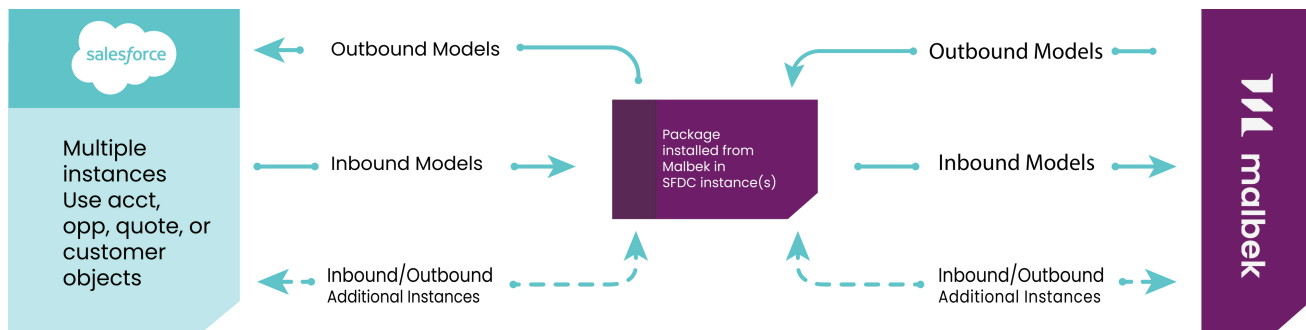 salesforce
Multiple
instances
Use acct,
opp, quote, or
customer
objects
Outbound Models
Inbound Models
Inbound/Outbound
Additional Instances
Package
installed from
Malbek in
SFDC instance(s)
Outbound Models
Inbound Models
Inbound/Outbound
Additional Instances
malbek